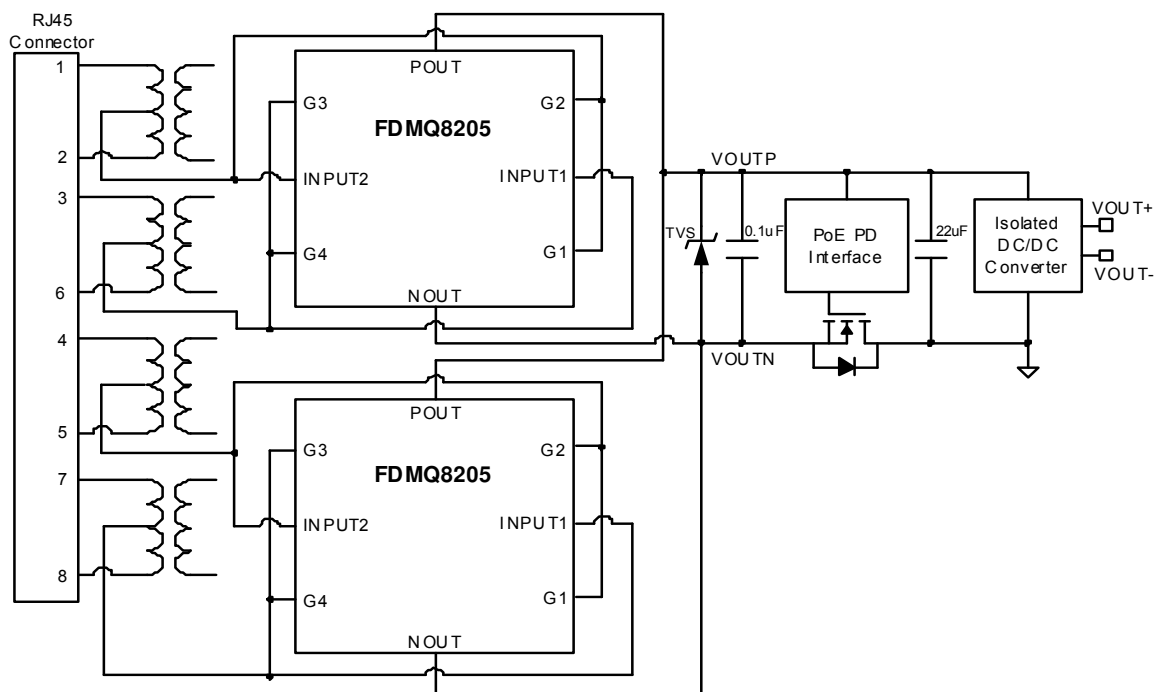 RJ45
Connector
1
2
3
6
4
5
7
8
POUT
G3
G2
FDMQ8205
INPUT2
INPUT1
G4
G1
NOUT
POUT
G3
G2
FDMQ8205
INPUT2
INPUT1
G4
G1
NOUT
VOUTP
TVS
0.1uF
PoE PD
Interface
22uF
Isolated
DC/DC
Converter
VOUT+
VOUT-
VOUTN